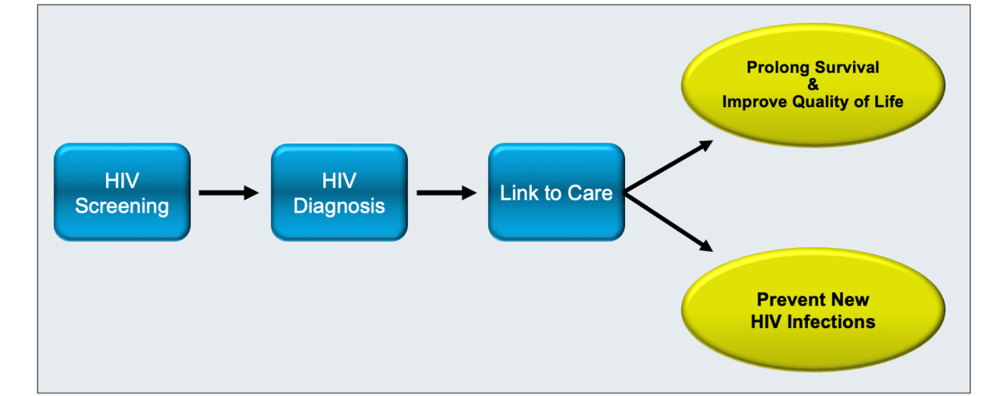 HIV
Screening
HIV
Diagnosis
Link to Care
Prolong Survival
&
Improve Quality of Life
Prevent New
HIV Infections